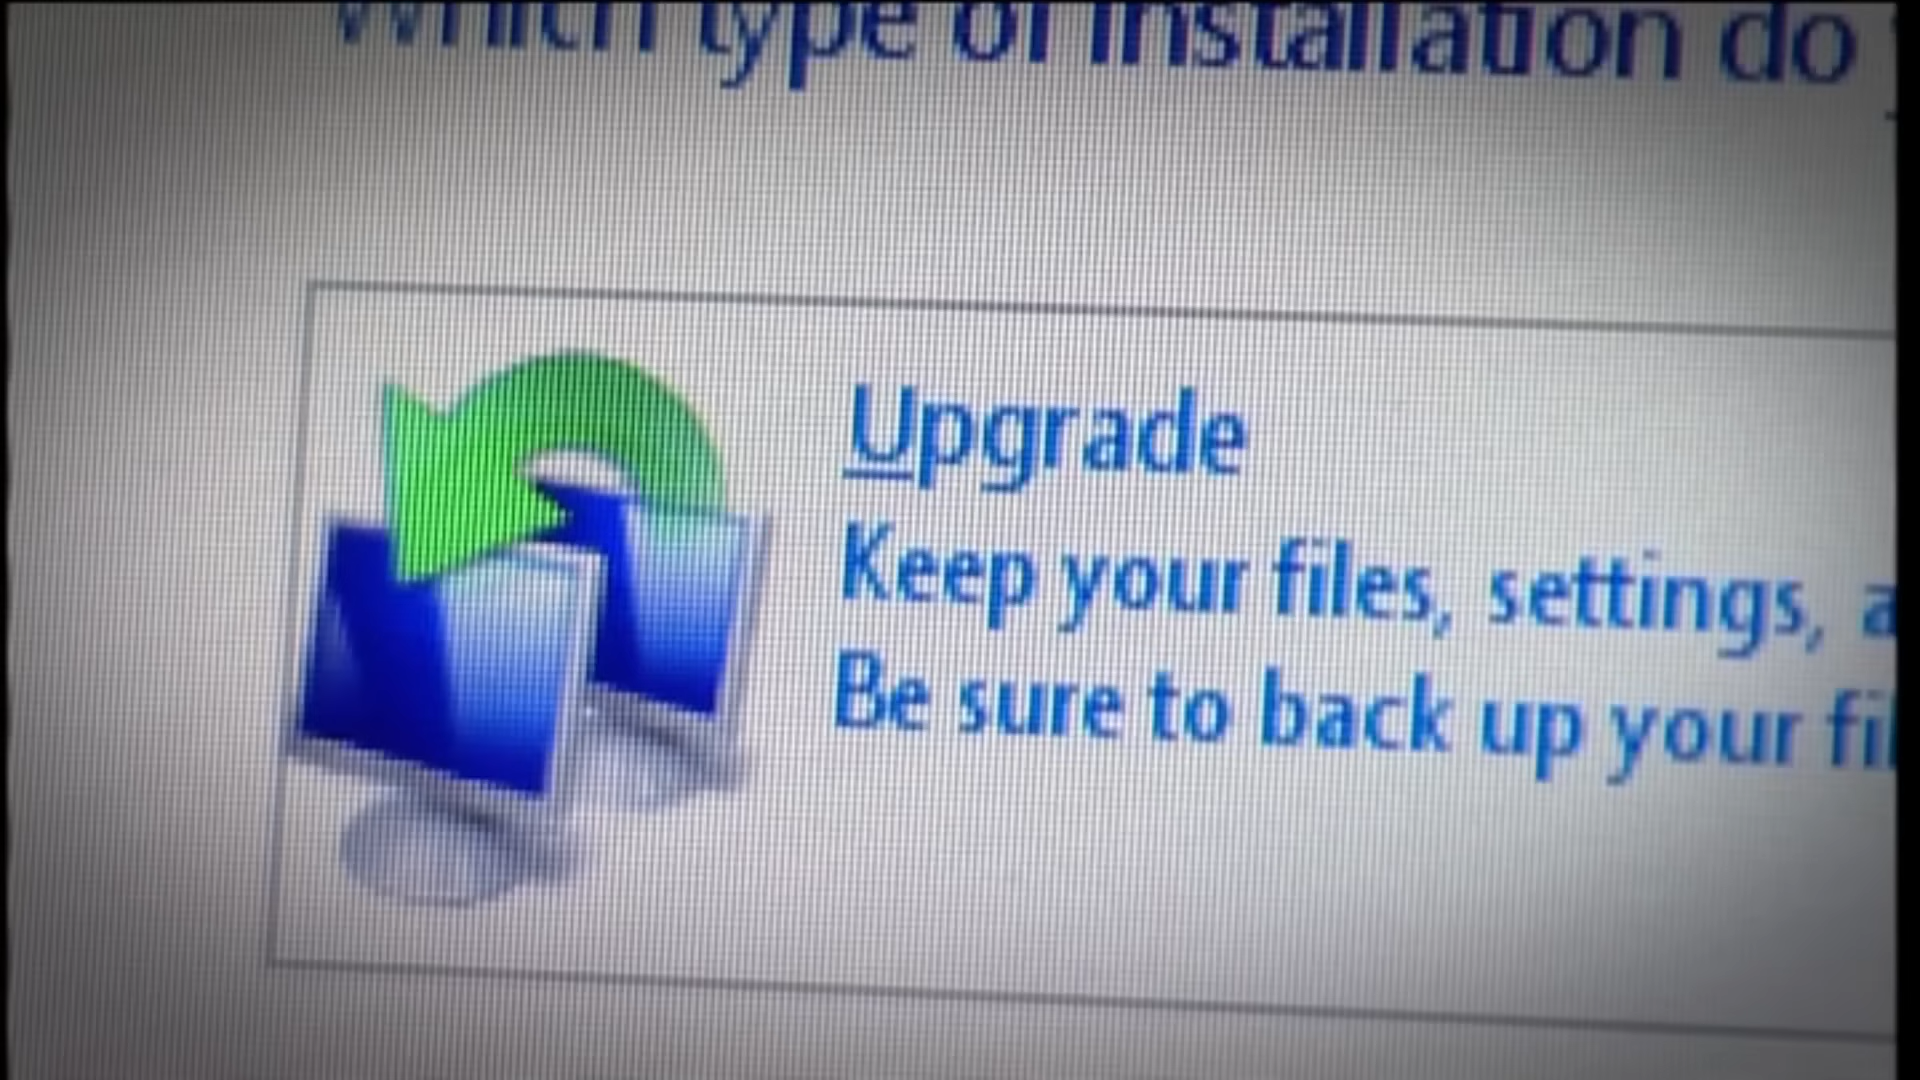 Which type of installation do
Upgrade
Keep your files, settings,
Be sure to back up your